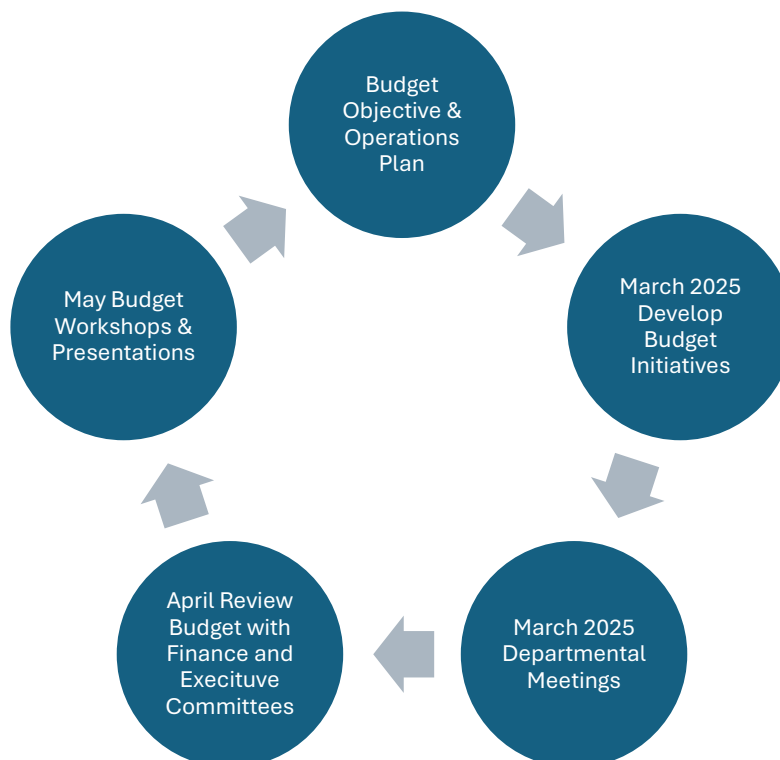 Budget
Objective &
Operations
Plan
March 2025
Develop
Budget
Initiatives
March 2025
Departmental
Meetings
April Review
Budget with
Finance and
Execituve
Committees
May Budget
Workshops &
Presentations